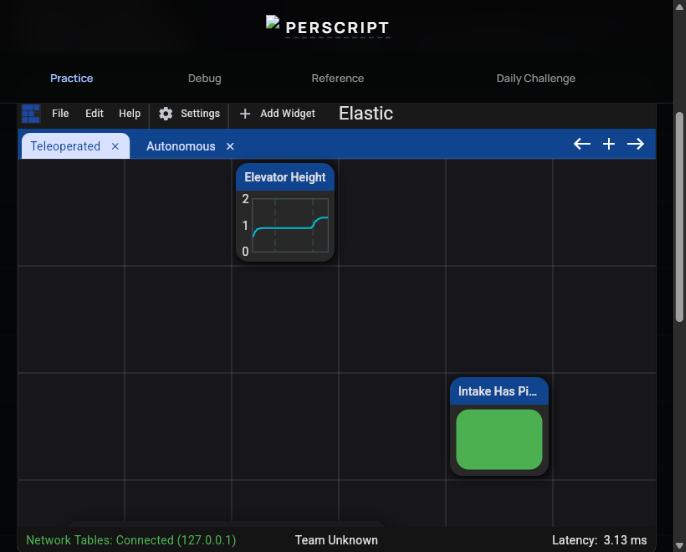 PERSCRIPT
Practice Debug Reference Daily Challenge
File Edit Help Settings + Add Widget Elastic
Teleoperated × Autonomous × ← + →
Elevator Height
2
1
0
Intake Has Pi...
Network Tables: Connected (127.0.0.1) Team Unknown Latency: 3.13 ms